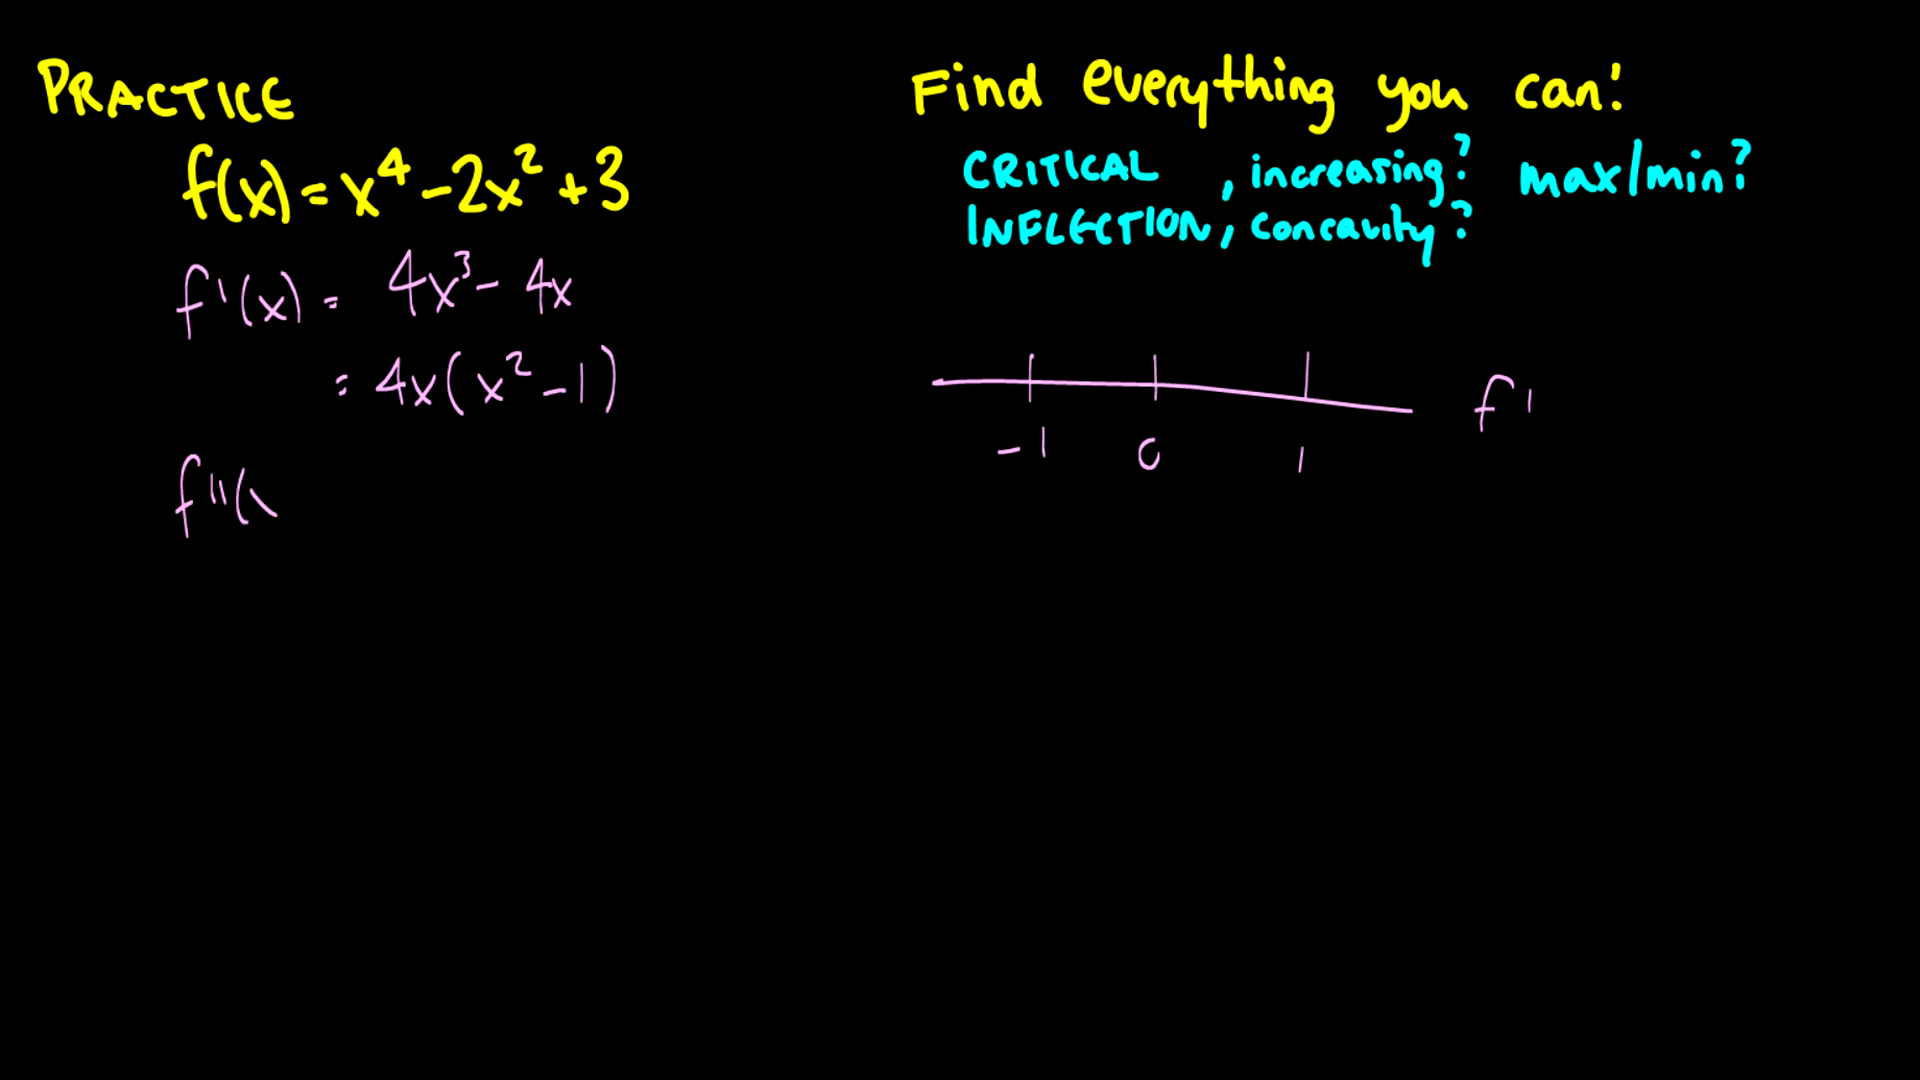 PRACTICE
f(x) = x⁴ - 2x² + 3
f'(x) = 4x³ - 4x
= 4x(x² - 1)
f''(
Find everything you can!
CRITICAL, increasing? max/min?
INFLECTION, concavity?
f'
-1 0 1